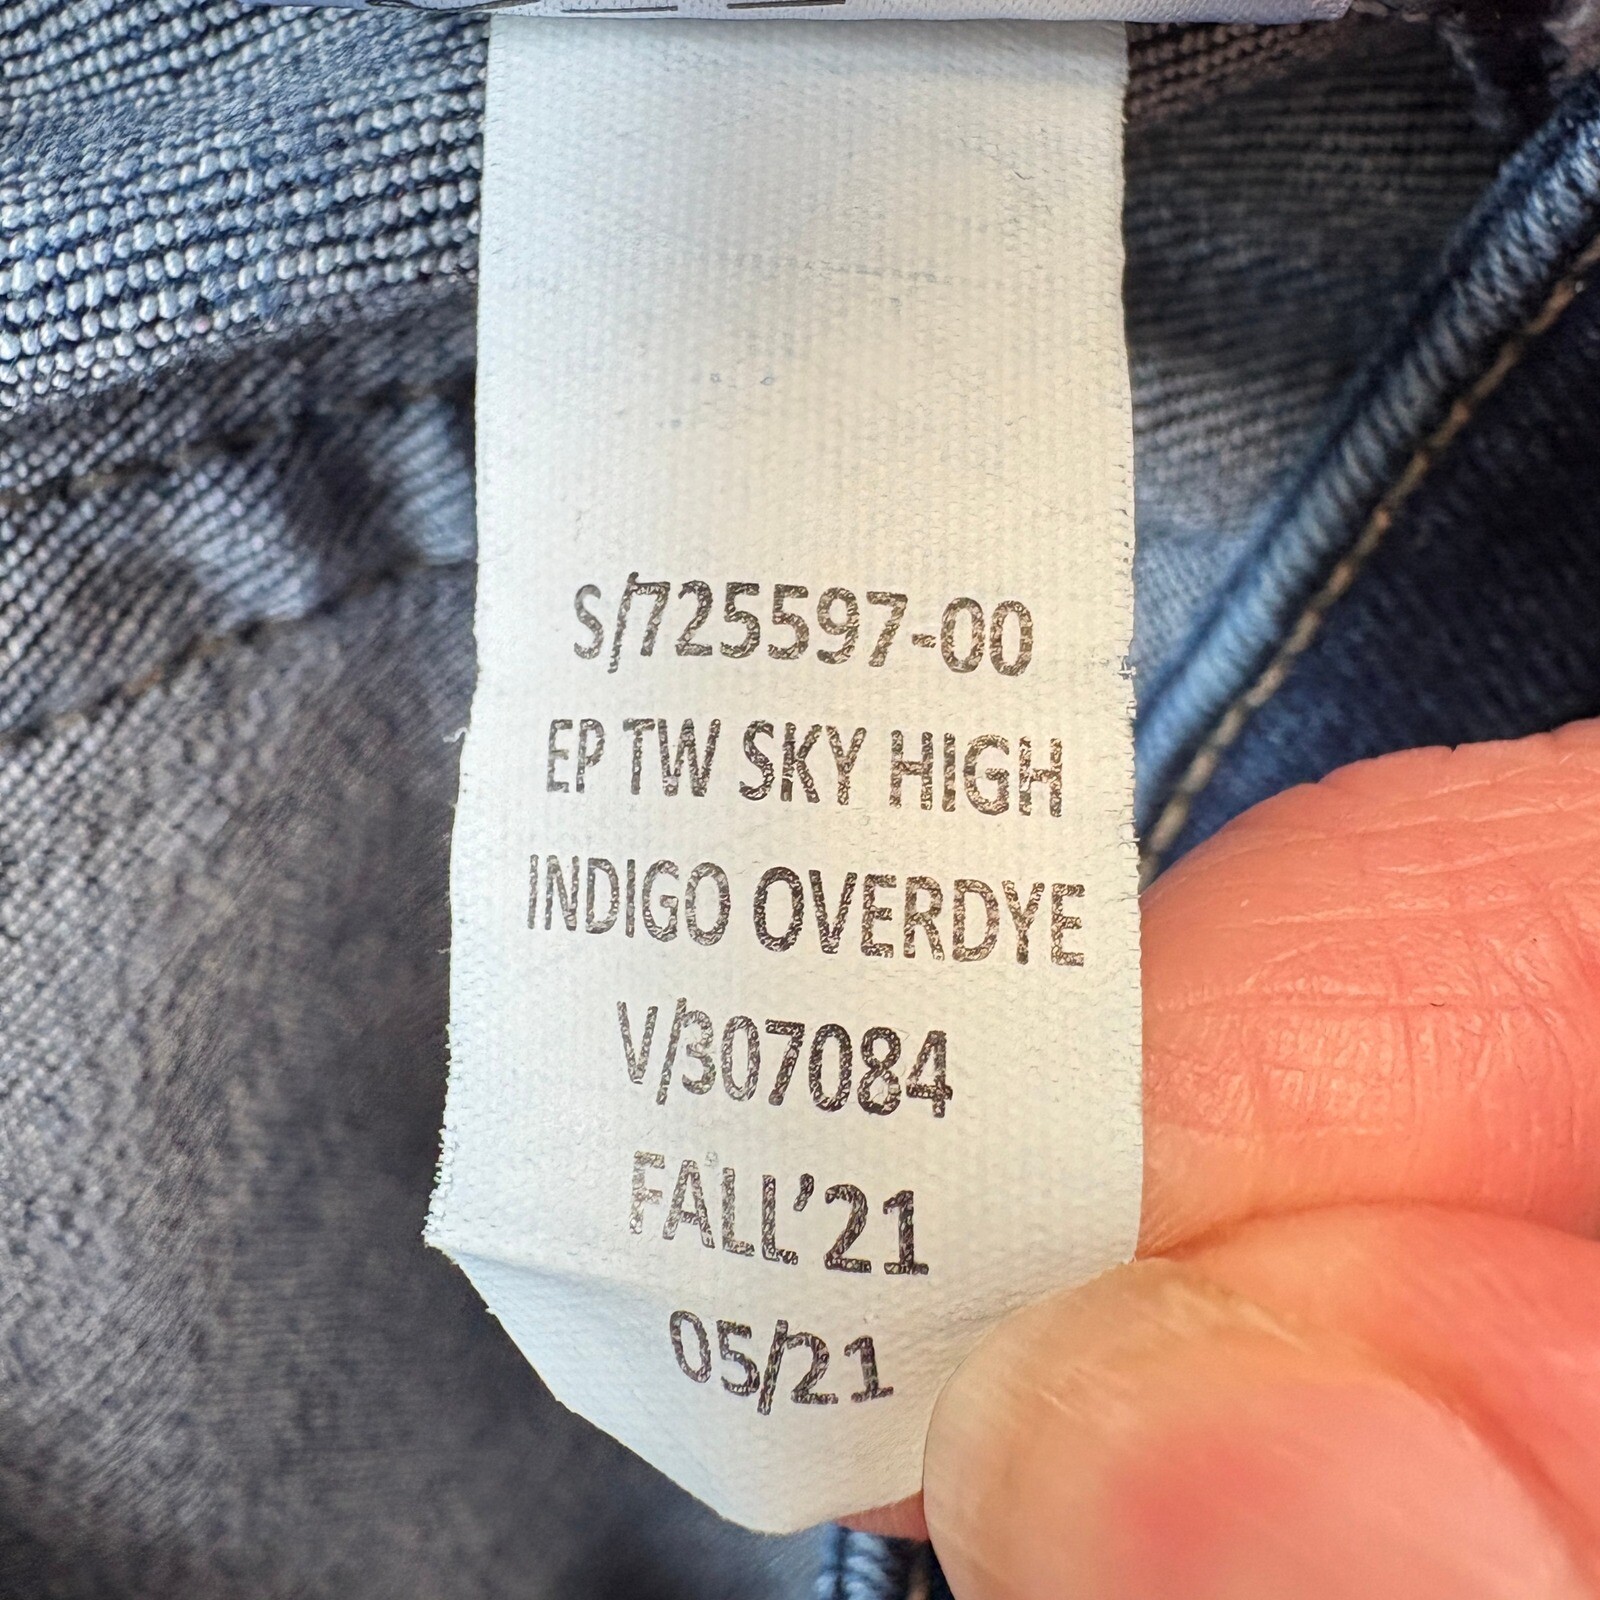 S/725597-00
EP TW SKY HIGH
INDIGO OVERDYE
V/307084
FALL'21
05/21